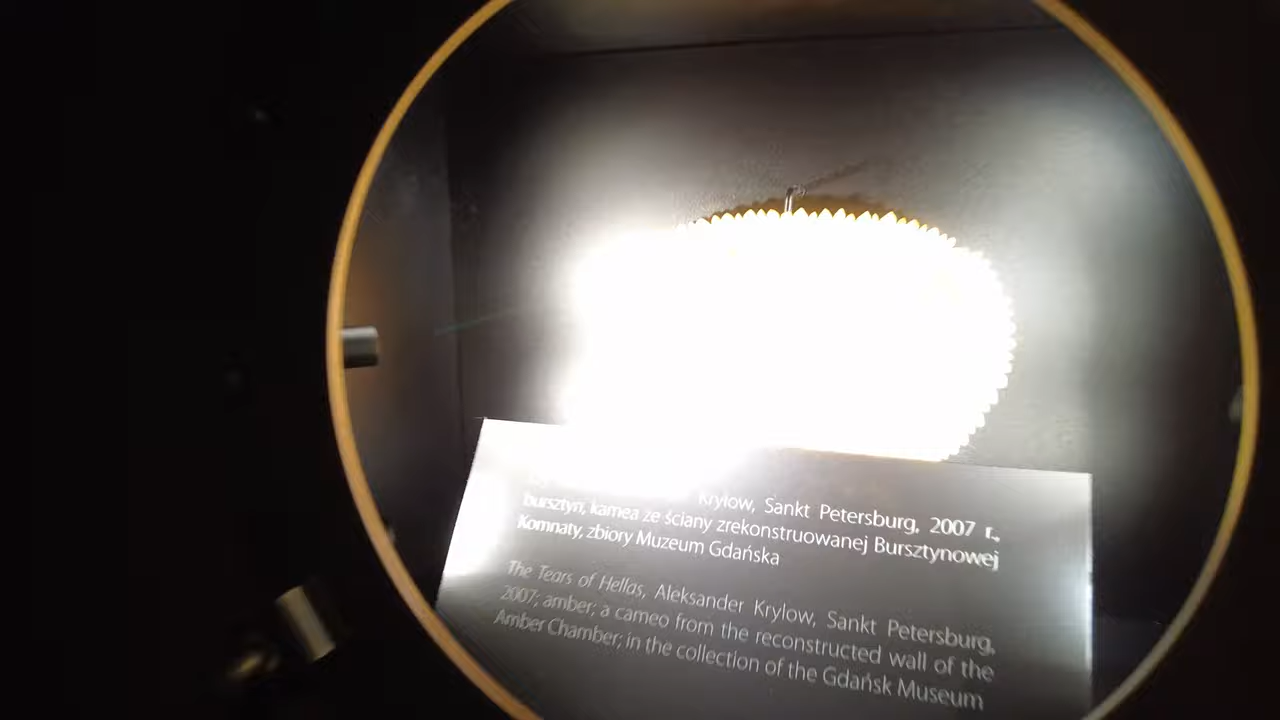 Krylow, Sankt Petersburg, 2007 r.,
bursztyn, kamea ze ściany zrekonstruowanej Bursztynowej
Komnaty, zbiory Muzeum Gdańska
The Tears of Hellas, Aleksander Krylow, Sankt Petersburg,
2007; amber; a cameo from the reconstructed wall of the
Amber Chamber; in the collection of the Gdańsk Museum